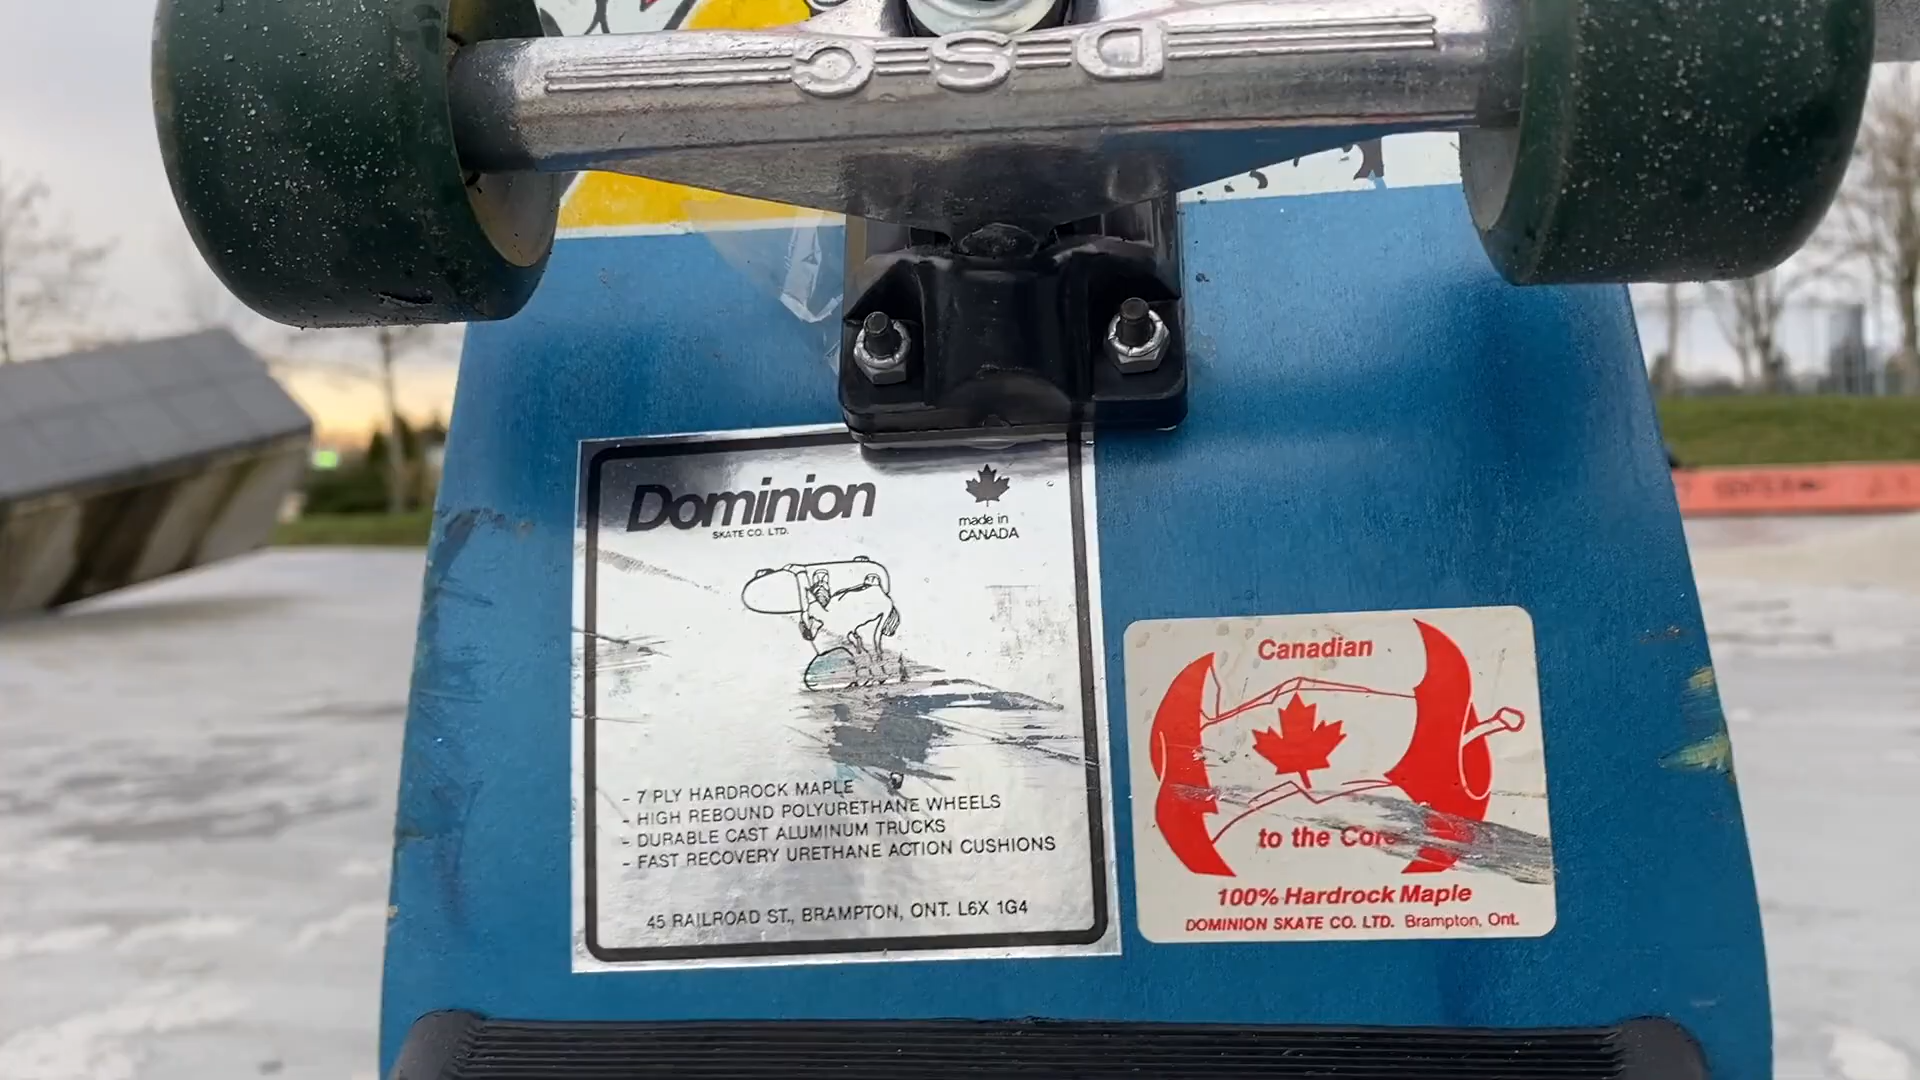 DSC
Dominion
SKATE CO. LTD.
made in
CANADA
- 7 PLY HARDROCK MAPLE
- HIGH REBOUND POLYURETHANE WHEELS
- DURABLE CAST ALUMINUM TRUCKS
- FAST RECOVERY URETHANE ACTION CUSHIONS
45 RAILROAD ST., BRAMPTON, ONT. L6X 1G4
Canadian
to the Core
100% Hardrock Maple
DOMINION SKATE CO. LTD. Brampton, Ont.